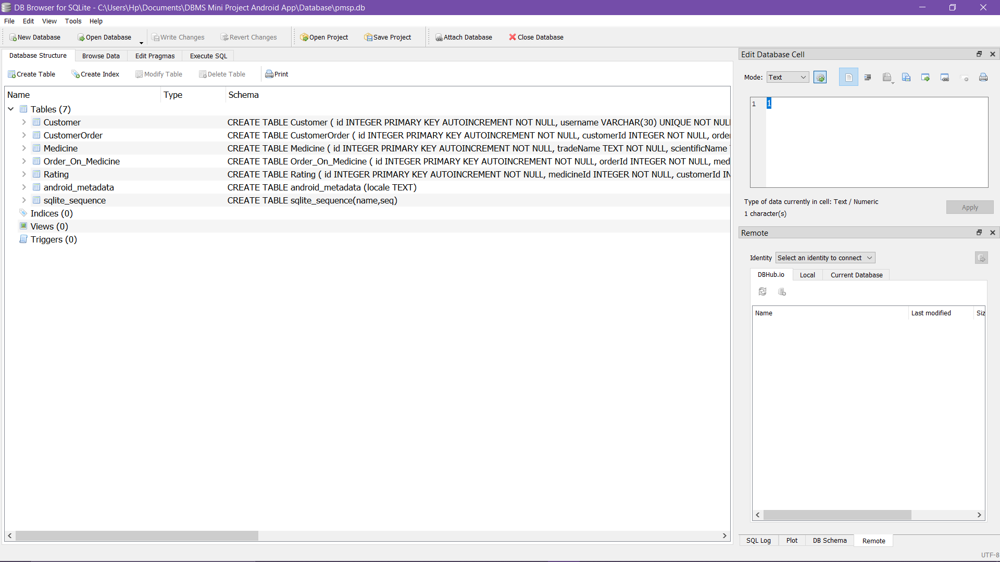 DB Browser for SQLite - C:\Users\Hp\Documents\DBMS Mini Project Android App\Database\pmsp.db
File Edit View Tools Help
New Database Open Database Write Changes Revert Changes Open Project Save Project Attach Database Close Database
Database Structure Browse Data Edit Pragmas Execute SQL
Create Table Create Index Modify Table Delete Table Print
Name Type Schema
Tables (7)
Customer CREATE TABLE Customer ( id INTEGER PRIMARY KEY AUTOINCREMENT NOT NULL, username VARCHAR(30) UNIQUE NOT NULL
CustomerOrder CREATE TABLE CustomerOrder ( id INTEGER PRIMARY KEY AUTOINCREMENT NOT NULL, customerId INTEGER NOT NULL, order
Medicine CREATE TABLE Medicine ( id INTEGER PRIMARY KEY AUTOINCREMENT NOT NULL, tradeName TEXT NOT NULL, scientificName
Order_On_Medicine CREATE TABLE Order_On_Medicine ( id INTEGER PRIMARY KEY AUTOINCREMENT NOT NULL, orderId INTEGER NOT NULL, med
Rating CREATE TABLE Rating ( id INTEGER PRIMARY KEY AUTOINCREMENT NOT NULL, medicineId INTEGER NOT NULL, customerId IN
android_metadata CREATE TABLE android_metadata (locale TEXT)
sqlite_sequence CREATE TABLE sqlite_sequence(name,seq)
Indices (0)
Views (0)
Triggers (0)
Edit Database Cell
Mode: Text
1 1
Type of data currently in cell: Text / Numeric
1 character(s)
Apply
Remote
Identity Select an identity to connect
DBHub.io Local Current Database
Name Last modified Siz
SQL Log Plot DB Schema Remote
UTF-8